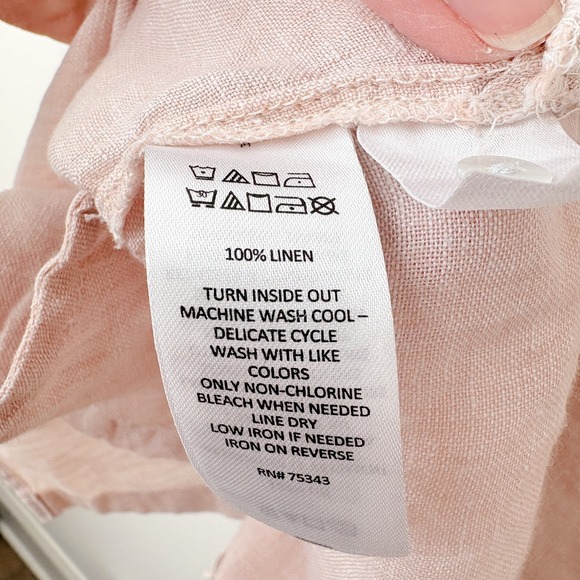 100% LINEN
TURN INSIDE OUT
MACHINE WASH COOL –
DELICATE CYCLE
WASH WITH LIKE
COLORS
ONLY NON-CHLORINE
BLEACH WHEN NEEDED
LINE DRY
LOW IRON IF NEEDED
IRON ON REVERSE
RN# 75343